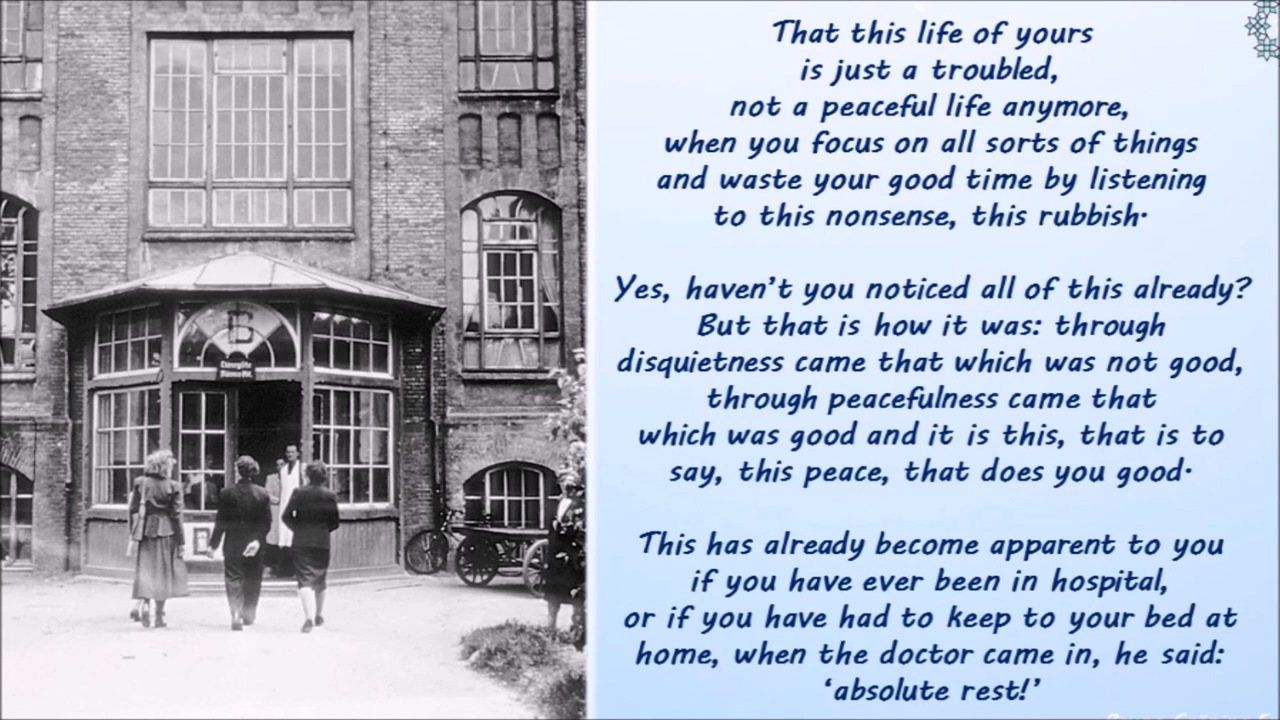 That this life of yours
is just a troubled,
not a peaceful life anymore,
when you focus on all sorts of things
and waste your good time by listening
to this nonsense, this rubbish.
Yes, haven't you noticed all of this already?
But that is how it was: through
disquietness came that which was not good,
through peacefulness came that
which was good and it is this, that is to
say, this peace, that does you good.
This has already become apparent to you
if you have ever been in hospital,
or if you have had to keep to your bed at
home, when the doctor came in, he said:
‘absolute rest!’
E